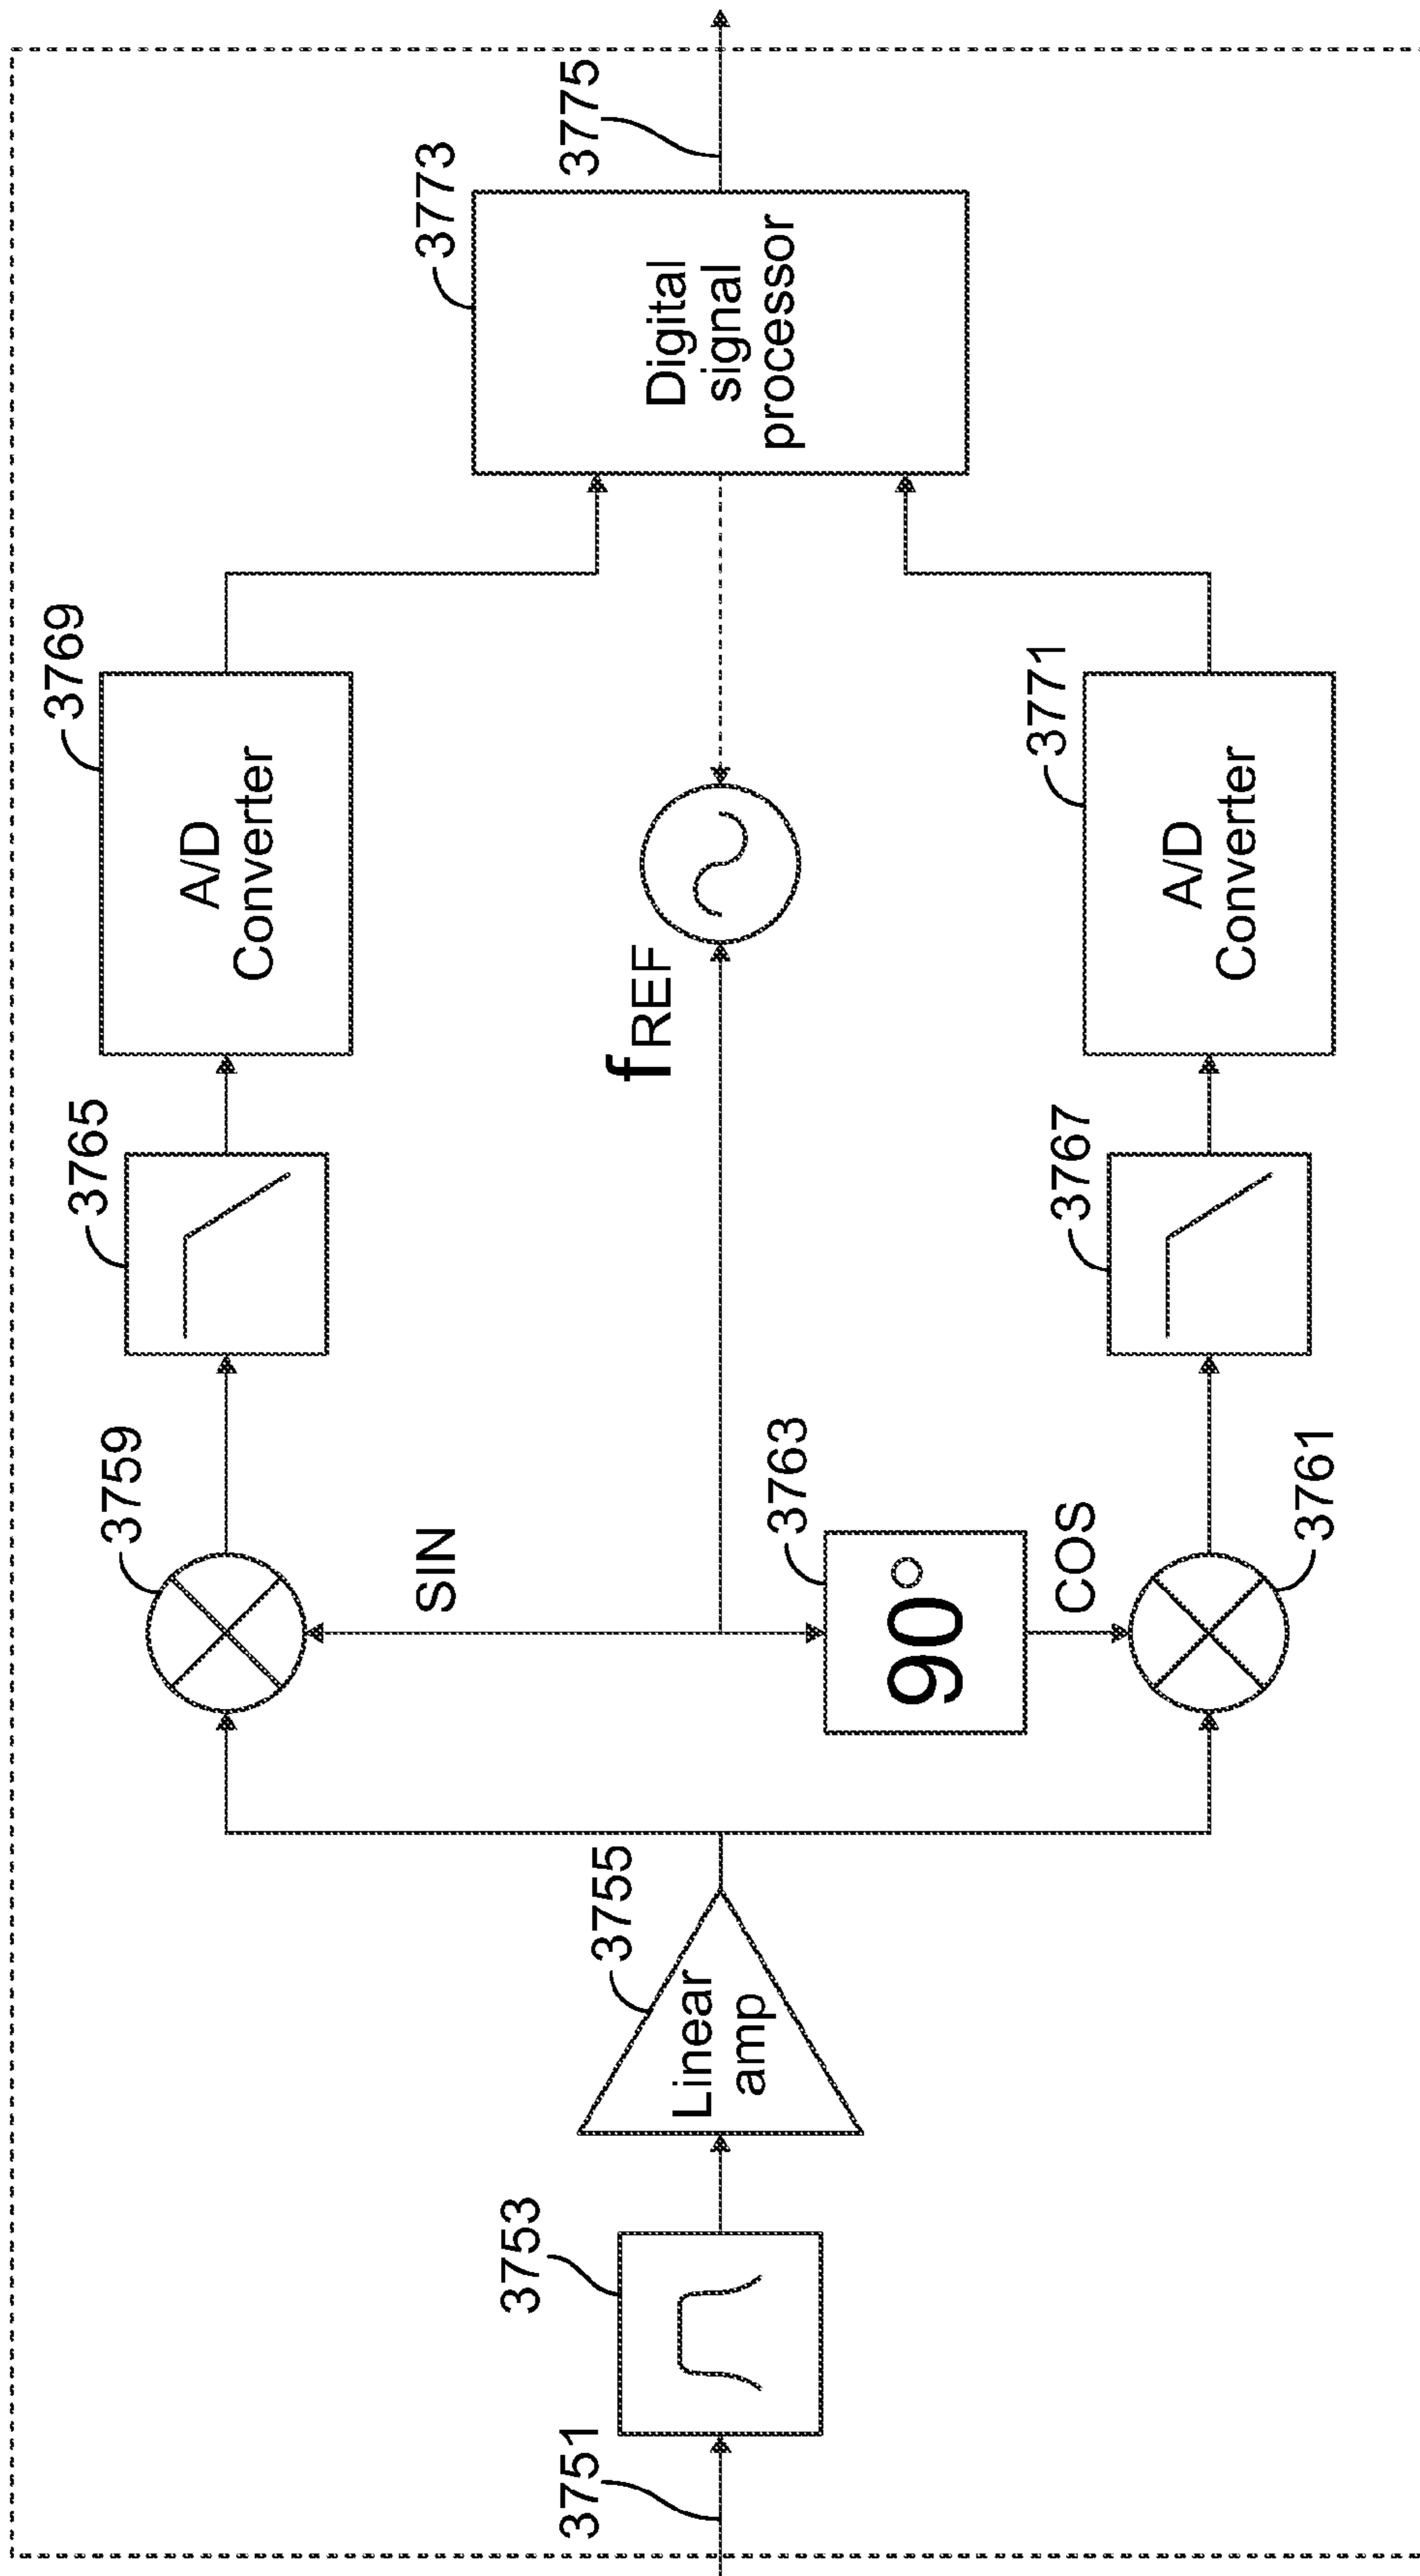 3751
3753
3755
Linear
amp
3759
SIN
3763
90°
COS
3761
3765
3767
fREF
3769
A/D
Converter
3771
A/D
Converter
3773
Digital
signal
processor
3775